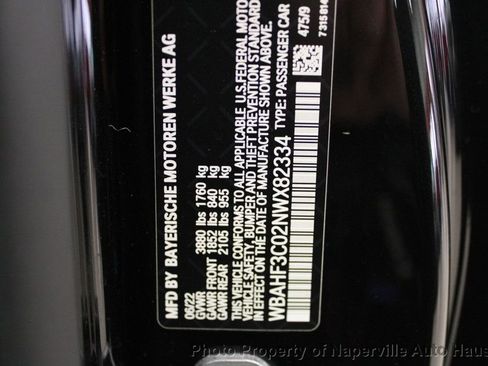 MFD BY BAYERISCHE MOTOREN WERKE AG
06/22
GVWR 3880 lbs 1760 kg
GAWR FRONT 1852 lbs 840 kg
GAWR REAR 2105 lbs 955 kg
THIS VEHICLE CONFORMS TO ALL APPLICABLE U.S. FEDERAL MOTOR
VEHICLE SAFETY, BUMPER AND THEFT PREVENTION STANDARDS
IN EFFECT ON THE DATE OF MANUFACTURE SHOWN ABOVE.
WBAHF3C02NWX82334 TYPE: PASSENGER CAR
475/9
Photo Property of Naperville Auto Haus